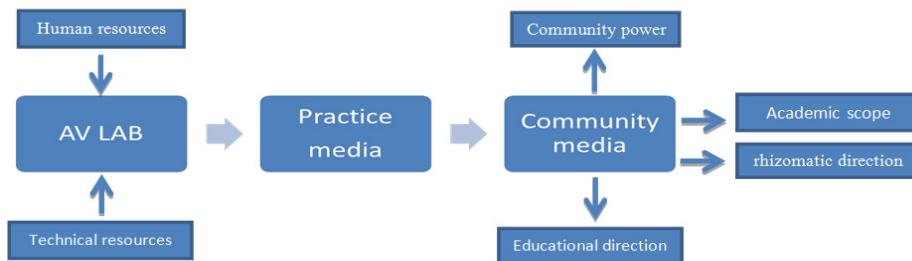 Human resources
Community power
AV LAB
Practice
media
Community
media
Academic scope
rhizomatic direction
Technical resources
Educational direction